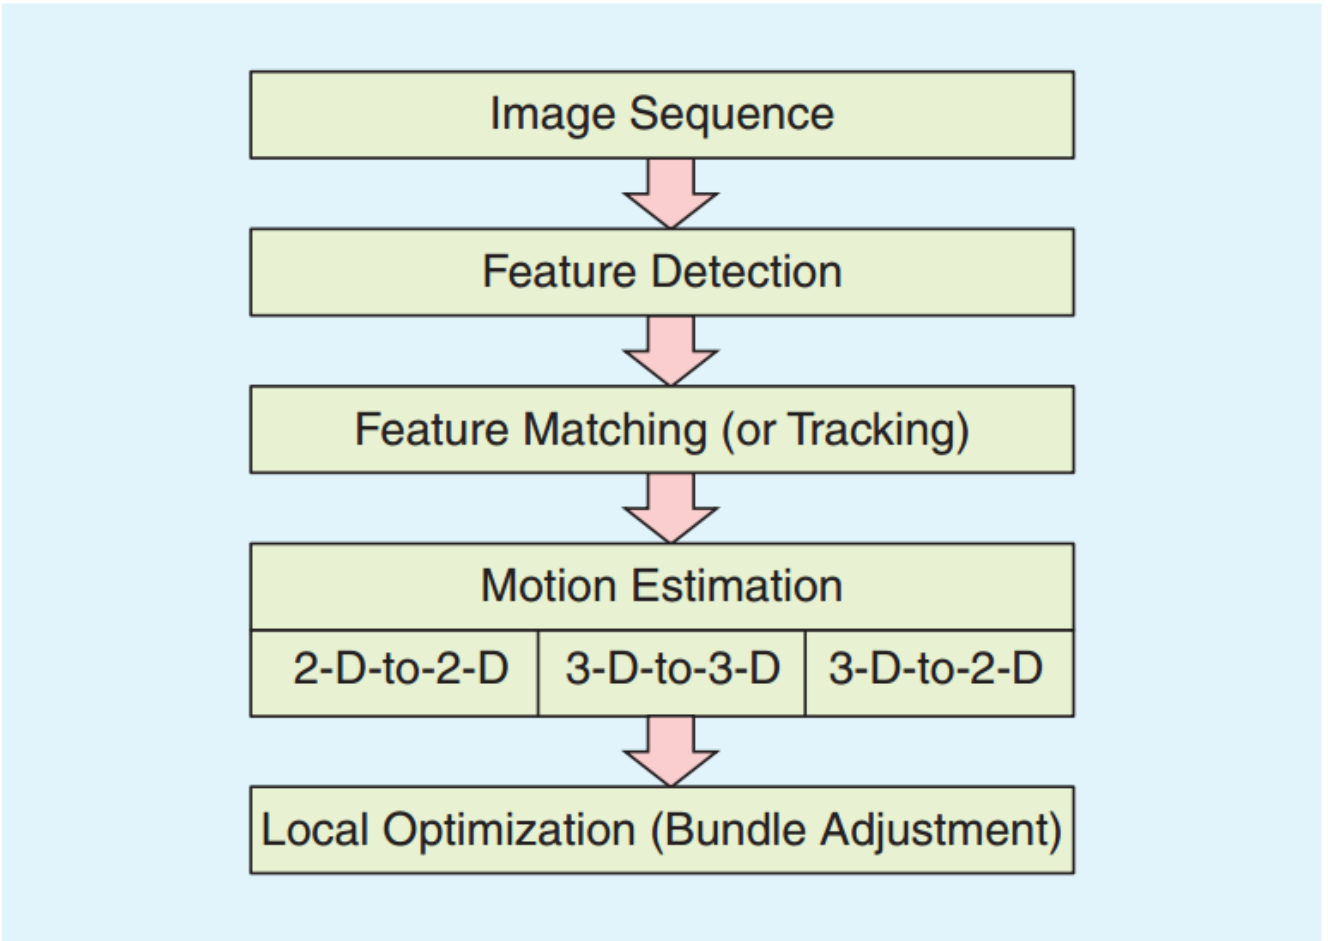 Image Sequence
Feature Detection
Feature Matching (or Tracking)
Motion Estimation
2-D-to-2-D 3-D-to-3-D 3-D-to-2-D
Local Optimization (Bundle Adjustment)